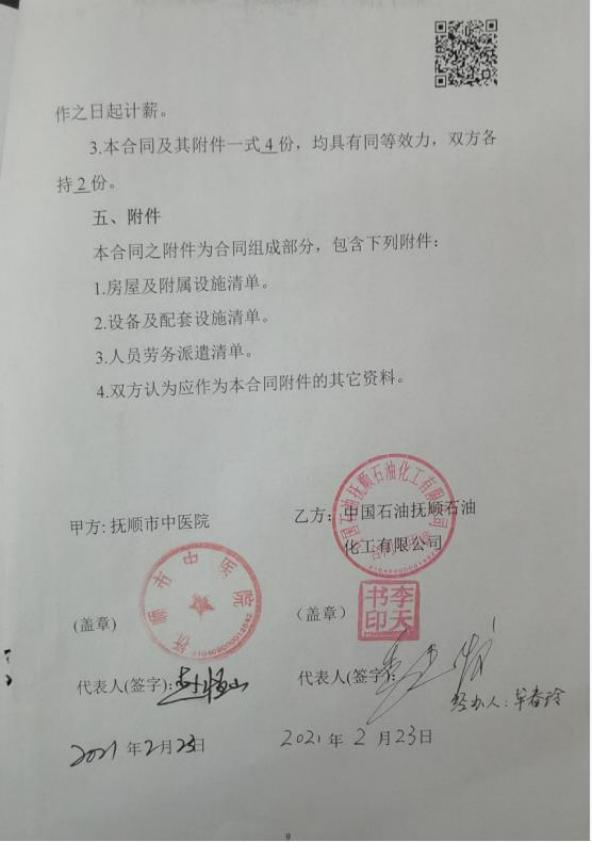 作之日起计薪。
3.本合同及其附件一式4份，均具有同等效力，双方各
持2份。
五、附件
本合同之附件为合同组成部分，包含下列附件：
1.房屋及附属设施清单。
2.设备及配套设施清单。
3.人员劳务派遣清单。
4.双方认为应作为本合同附件的其它资料。
甲方:抚顺市中医院
乙方：中国石油抚顺石油
化工有限公司
抚顺市中医院
中国石油抚顺石油化工有限公司
李天书印
(盖章)
（盖章）
代表人(签字):
代表人(签字):
经办人:
2021年2月23日
2021年2月23日